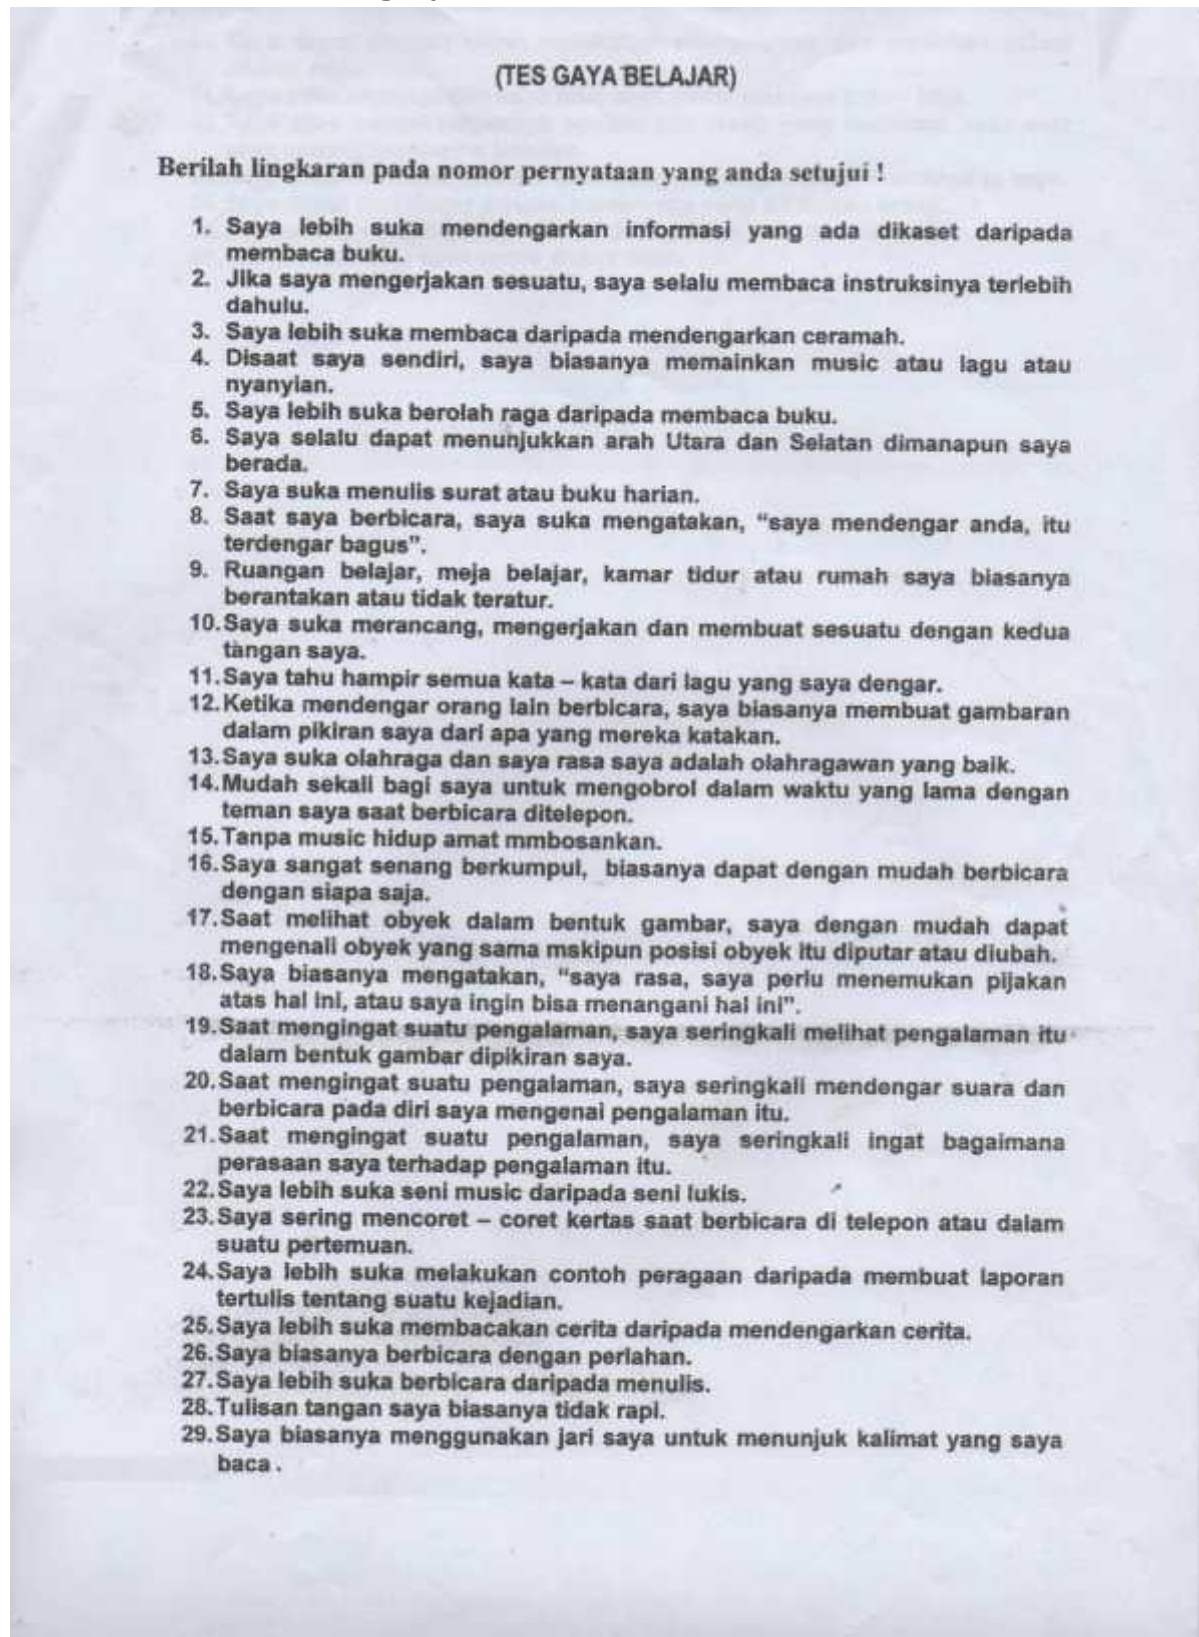 (TES GAYA BELAJAR)
Berilah lingkaran pada nomor pernyataan yang anda setujui !
1. Saya lebih suka mendengarkan informasi yang ada dikaset daripada
membaca buku.
2. Jika saya mengerjakan sesuatu, saya selalu membaca instruksinya terlebih
dahulu.
3. Saya lebih suka membaca daripada mendengarkan ceramah.
4. Disaat saya sendiri, saya biasanya memainkan music atau lagu atau
nyanyian.
5. Saya lebih suka berolah raga daripada membaca buku.
6. Saya selalu dapat menunjukkan arah Utara dan Selatan dimanapun saya
berada.
7. Saya suka menulis surat atau buku harian.
8. Saat saya berbicara, saya suka mengatakan, “saya mendengar anda, itu
terdengar bagus”.
9. Ruangan belajar, meja belajar, kamar tidur atau rumah saya biasanya
berantakan atau tidak teratur.
10. Saya suka merancang, mengerjakan dan membuat sesuatu dengan kedua
tangan saya.
11. Saya tahu hampir semua kata – kata dari lagu yang saya dengar.
12. Ketika mendengar orang lain berbicara, saya biasanya membuat gambaran
dalam pikiran saya dari apa yang mereka katakan.
13. Saya suka olahraga dan saya rasa saya adalah olahragawan yang baik.
14. Mudah sekali bagi saya untuk mengobrol dalam waktu yang lama dengan
teman saya saat berbicara ditelepon.
15. Tanpa music hidup amat mmbosankan.
16. Saya sangat senang berkumpul, biasanya dapat dengan mudah berbicara
dengan siapa saja.
17. Saat melihat obyek dalam bentuk gambar, saya dengan mudah dapat
mengenali obyek yang sama mskipun posisi obyek itu diputar atau diubah.
18. Saya biasanya mengatakan, “saya rasa, saya perlu menemukan pijakan
atas hal ini, atau saya ingin bisa menangani hal ini”.
19. Saat mengingat suatu pengalaman, saya seringkali melihat pengalaman itu
dalam bentuk gambar dipikiran saya.
20. Saat mengingat suatu pengalaman, saya seringkali mendengar suara dan
berbicara pada diri saya mengenai pengalaman itu.
21. Saat mengingat suatu pengalaman, saya seringkali ingat bagaimana
perasaan saya terhadap pengalaman itu.
22. Saya lebih suka seni music daripada seni lukis.
23. Saya sering mencoret – coret kertas saat berbicara di telepon atau dalam
suatu pertemuan.
24. Saya lebih suka melakukan contoh peragaan daripada membuat laporan
tertulis tentang suatu kejadian.
25. Saya lebih suka membacakan cerita daripada mendengarkan cerita.
26. Saya biasanya berbicara dengan perlahan.
27. Saya lebih suka berbicara daripada menulis.
28. Tulisan tangan saya biasanya tidak rapi.
29. Saya biasanya menggunakan jari saya untuk menunjuk kalimat yang saya
baca .